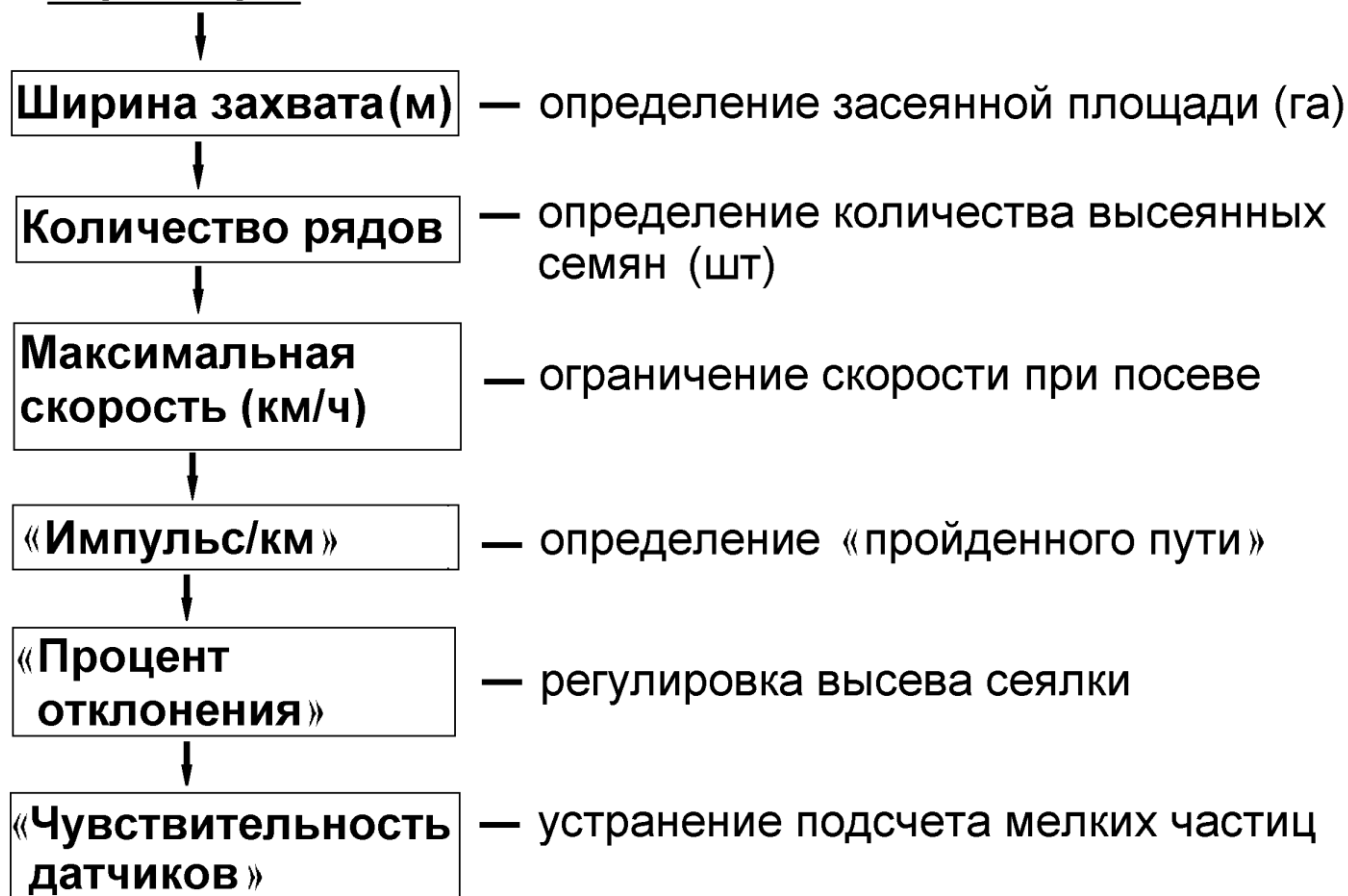 Ширина захвата (м) — определение засеянной площади (га)
Количество рядов — определение количества высеянных
семян (шт)
Максимальная
скорость (км/ч) — ограничение скорости при посеве
«Импульс/км» — определение «пройденного пути»
«Процент
отклонения» — регулировка высева сеялки
«Чувствительность
датчиков» — устранение подсчета мелких частиц